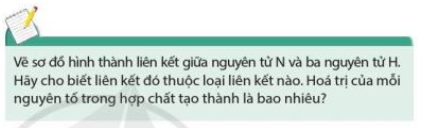 Vẽ sơ đồ hình thành liên kết giữa nguyên tử N và ba nguyên tử H.
Hãy cho biết liên kết đó thuộc loại liên kết nào. Hoá trị của mỗi
nguyên tố trong hợp chất tạo thành là bao nhiêu?